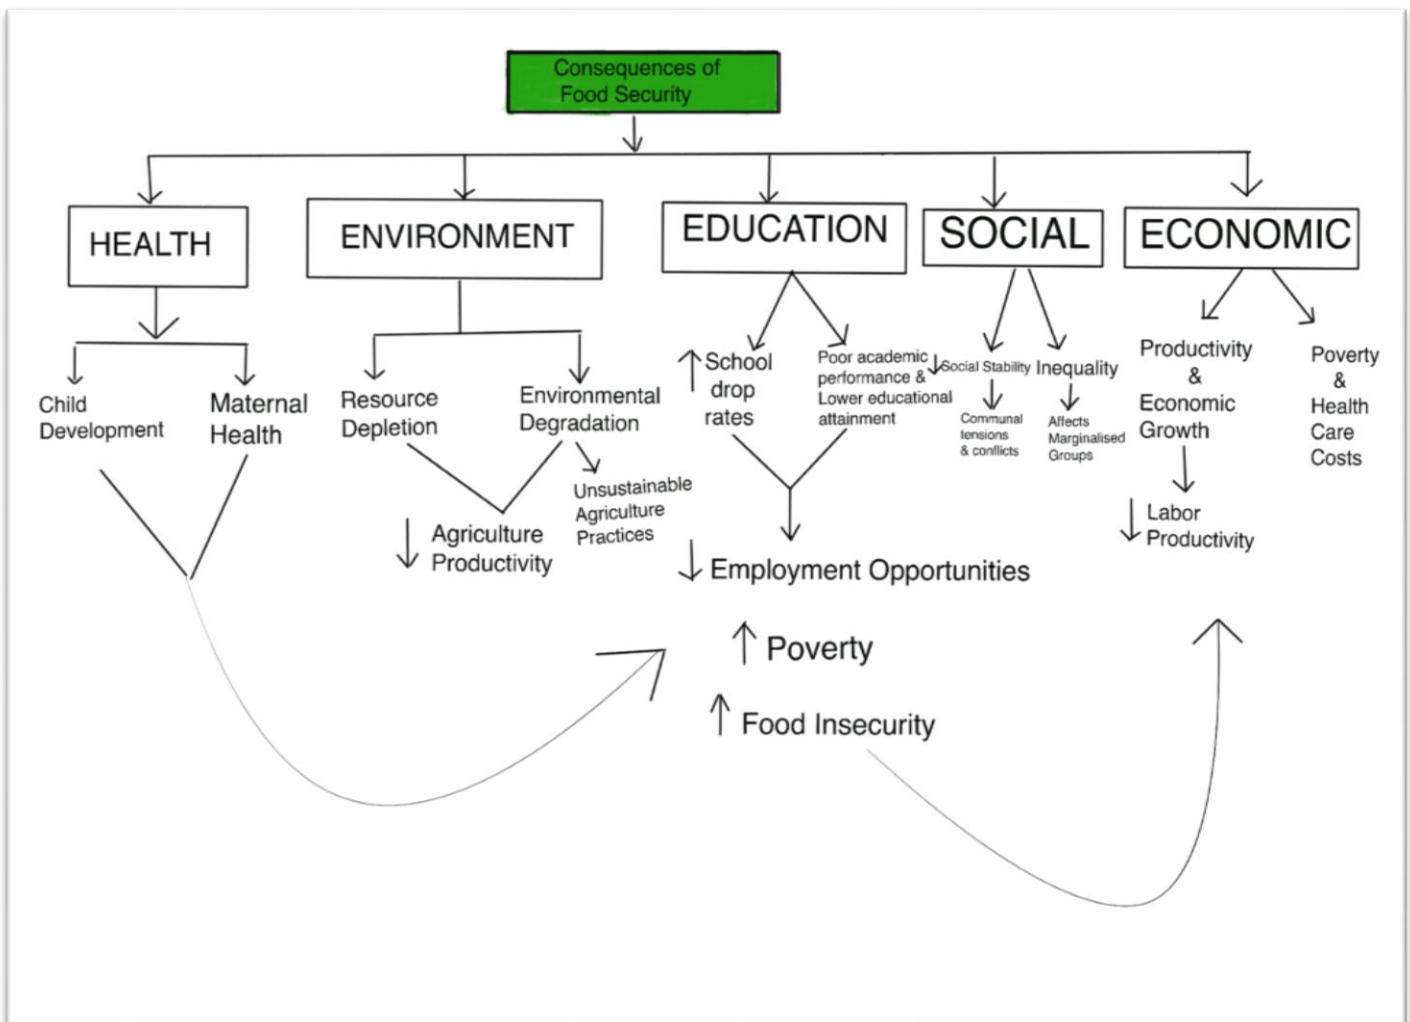 Consequences of
Food Security
HEALTH
ENVIRONMENT
EDUCATION
SOCIAL
ECONOMIC
Child
Development
Maternal
Health
Resource
Depletion
Environmental
Degradation
Agriculture
Productivity
Unsustainable
Agriculture
Practices
School
drop
rates
Poor academic
performance &
Lower educational
attainment
Employment Opportunities
Poverty
Food Insecurity
Social Stability
Communal
tensions
& conflicts
Inequality
Affects
Marginalised
Groups
Productivity
&
Economic
Growth
Labor
Productivity
Poverty
&
Health
Care
Costs